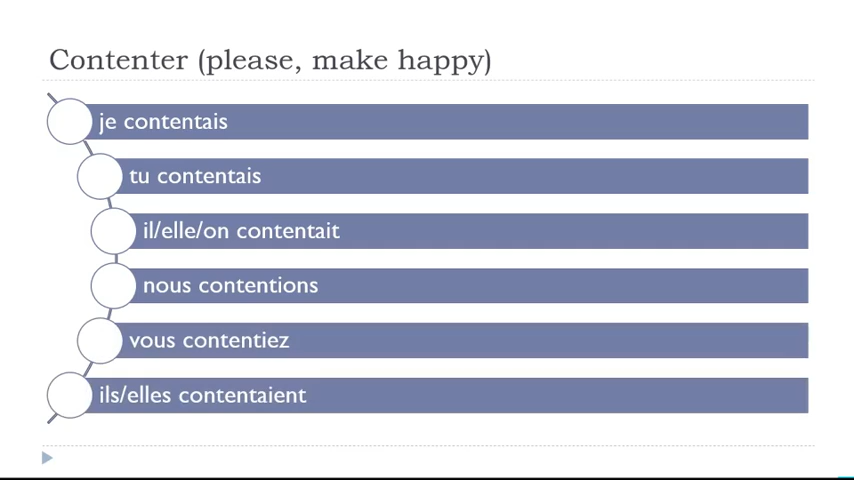 Contenter (please, make happy)
je contentais
tu contentais
il/elle/on contentait
nous contentions
vous contentiez
ils/elles contentaient